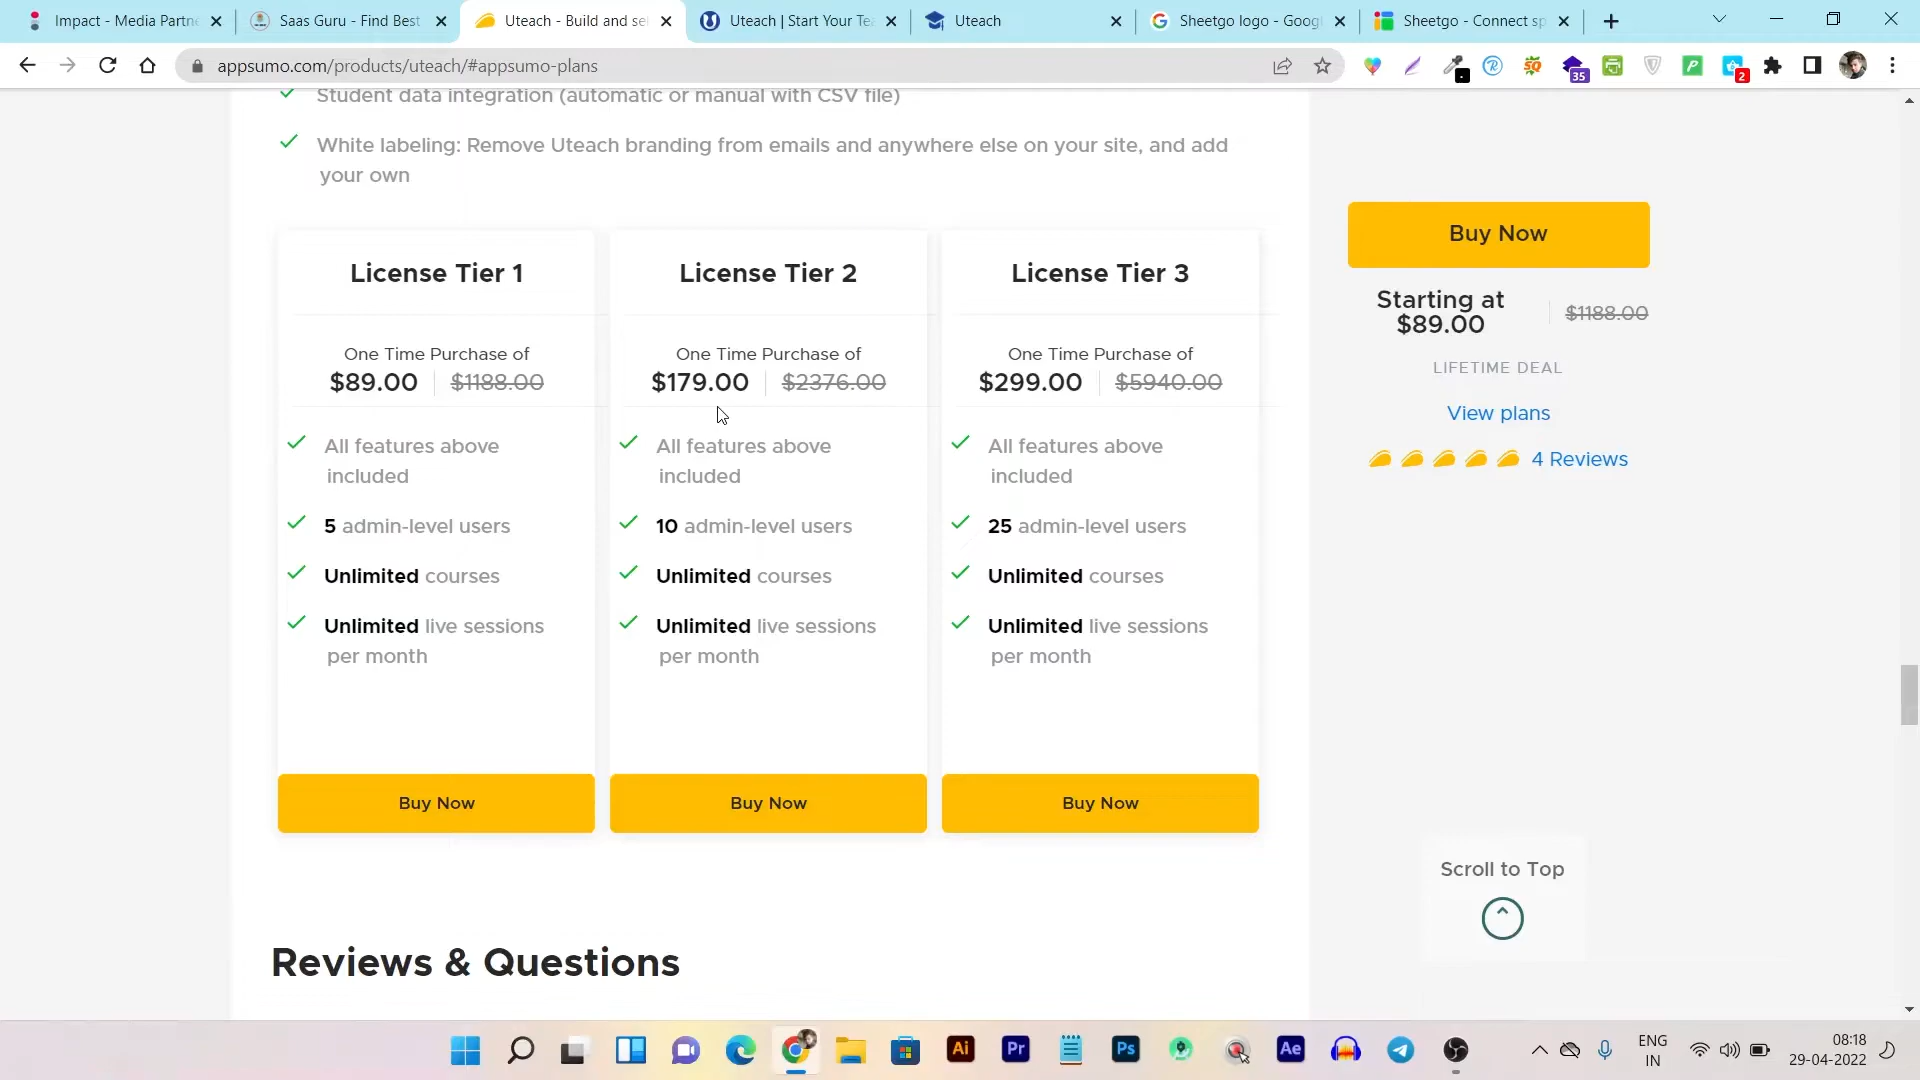 Impact - Media Partne
Saas Guru - Find Best
Uteach - Build and sel
Uteach | Start Your Tea
Uteach
Sheetgo logo - Googl
Sheetgo - Connect sp
appsumo.com/products/uteach/#appsumo-plans
35
2
Student data integration (automatic or manual with CSV file)
White labeling: Remove Uteach branding from emails and anywhere else on your site, and add
your own
License Tier 1
One Time Purchase of
$89.00 $1188.00
All features above
included
5 admin-level users
Unlimited courses
Unlimited live sessions
per month
Buy Now
License Tier 2
One Time Purchase of
$179.00 $2376.00
All features above
included
10 admin-level users
Unlimited courses
Unlimited live sessions
per month
Buy Now
License Tier 3
One Time Purchase of
$299.00 $5940.00
All features above
included
25 admin-level users
Unlimited courses
Unlimited live sessions
per month
Buy Now
Buy Now
Starting at
$89.00 $1188.00
LIFETIME DEAL
View plans
4 Reviews
Scroll to Top
Reviews & Questions
Ai
Pr
Ps
Ae
ENG
IN
08:18
29-04-2022